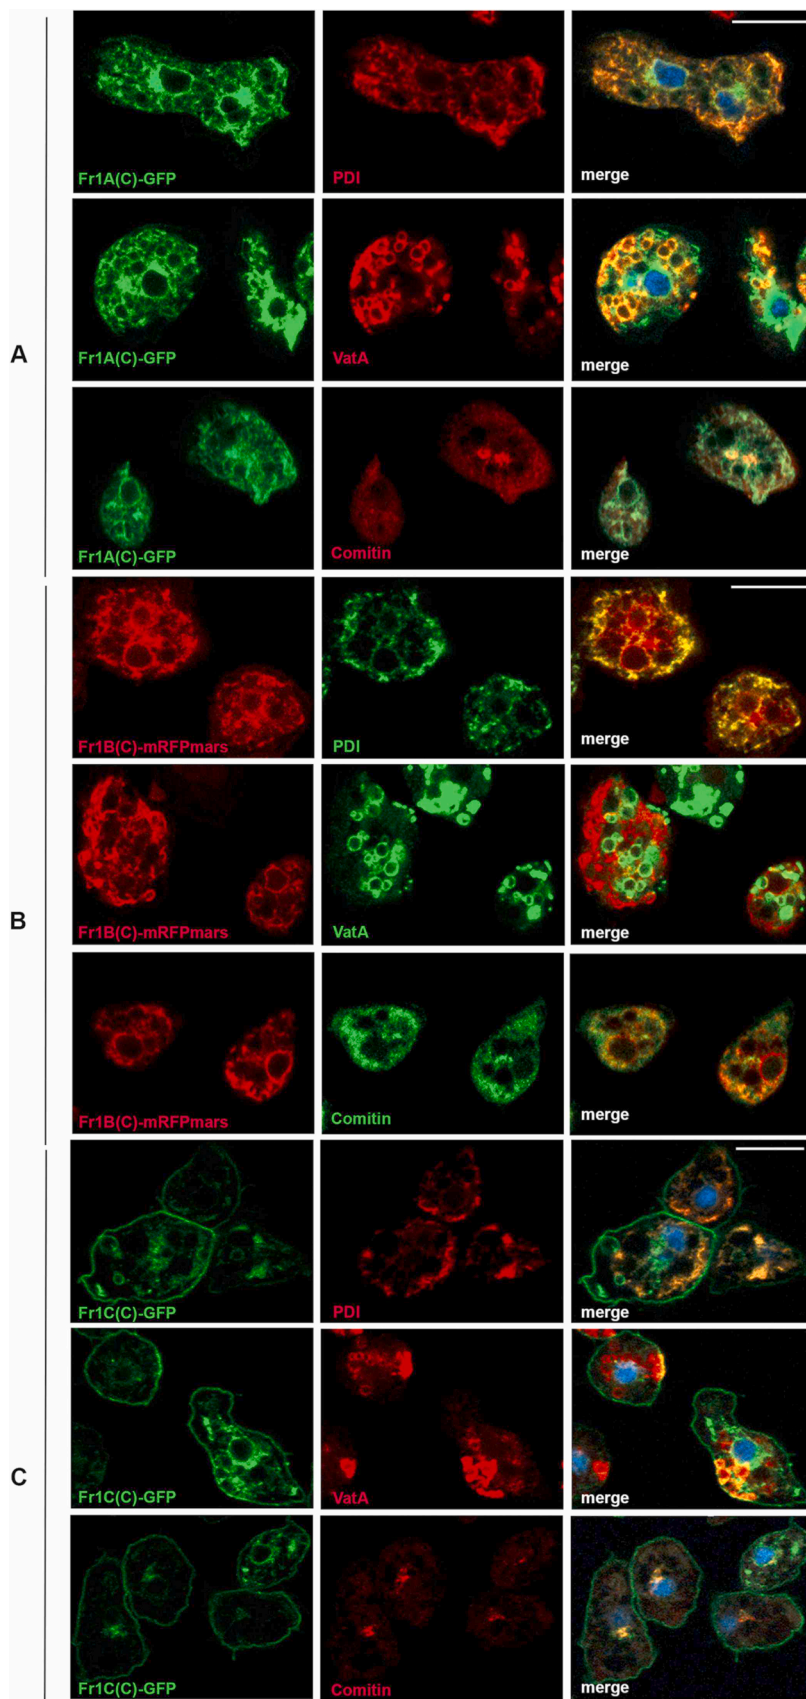 Fr1A(C)-GFP PDI merge
Fr1A(C)-GFP VatA merge
A
Fr1A(C)-GFP Comitin merge
Fr1B(C)-mRFPmars PDI merge
Fr1B(C)-mRFPmars VatA merge
B
Fr1B(C)-mRFPmars Comitin merge
Fr1C(C)-GFP PDI merge
Fr1C(C)-GFP VatA merge
C
Fr1C(C)-GFP Comitin merge